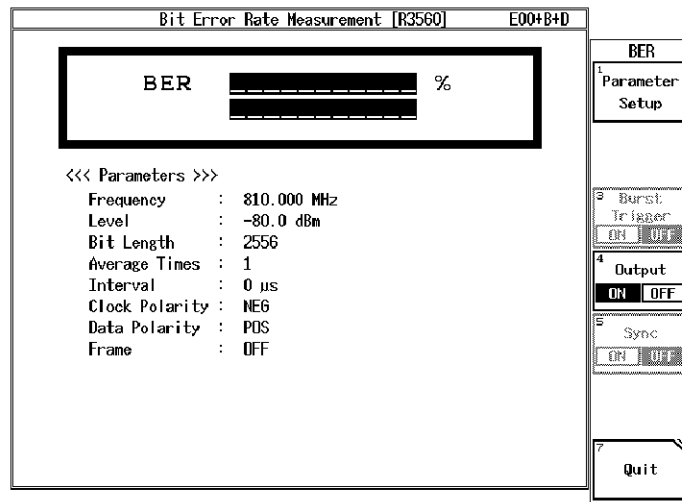 Bit Error Rate Measurement [R3560] E00+B+D
BER %
<<< Parameters >>>
Frequency : 810.000 MHz
Level : -80.0 dBm
Bit Length : 2556
Average Times : 1
Interval : 0 µs
Clock Polarity : NEG
Data Polarity : POS
Frame : OFF
BER
1
Parameter
Setup
3 Burst
Trigger
ON OFF
4
Output
ON OFF
5
Sync
ON OFF
7
Quit